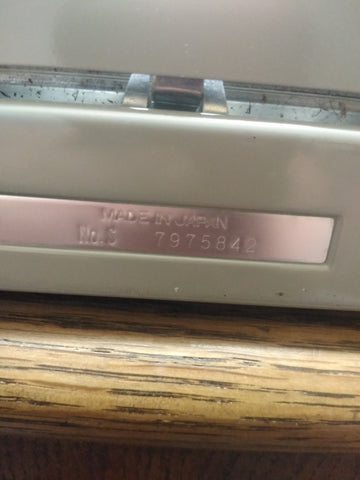 MADE IN JAPAN
No. S 7975842